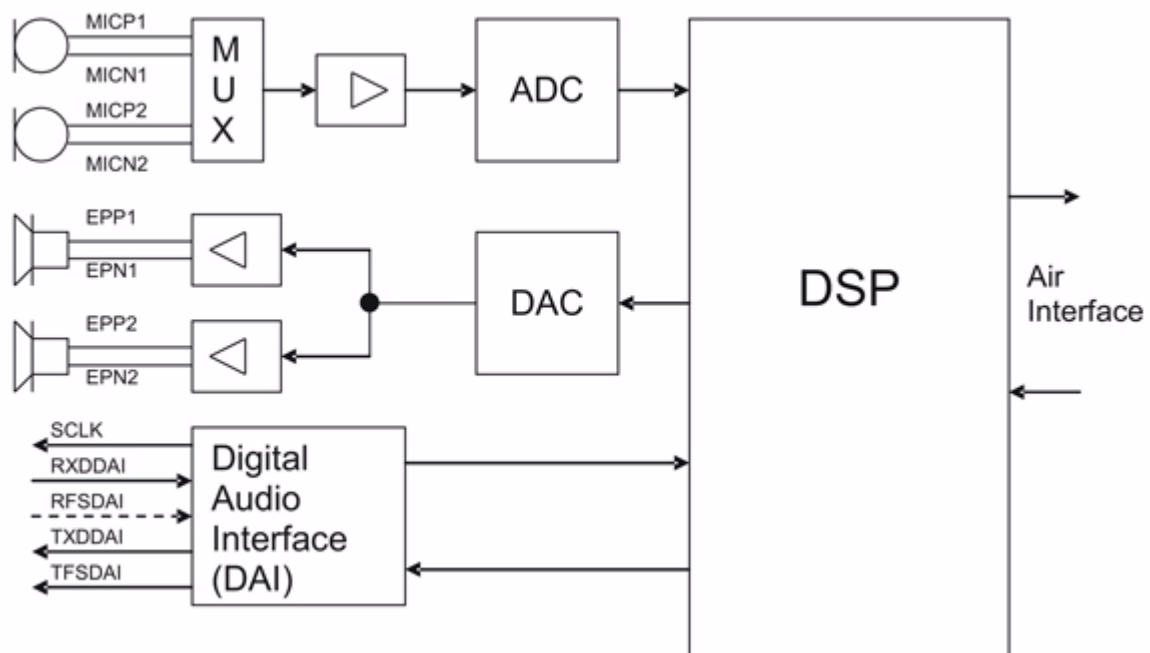 MICP1
MICN1
MICP2
MICN2
M
U
X
ADC
EPP1
EPN1
EPP2
EPN2
DAC
DSP
Air
Interface
SCLK
RXDDAI
RFSDAI
TXDDAI
TFSDAI
Digital
Audio
Interface
(DAI)